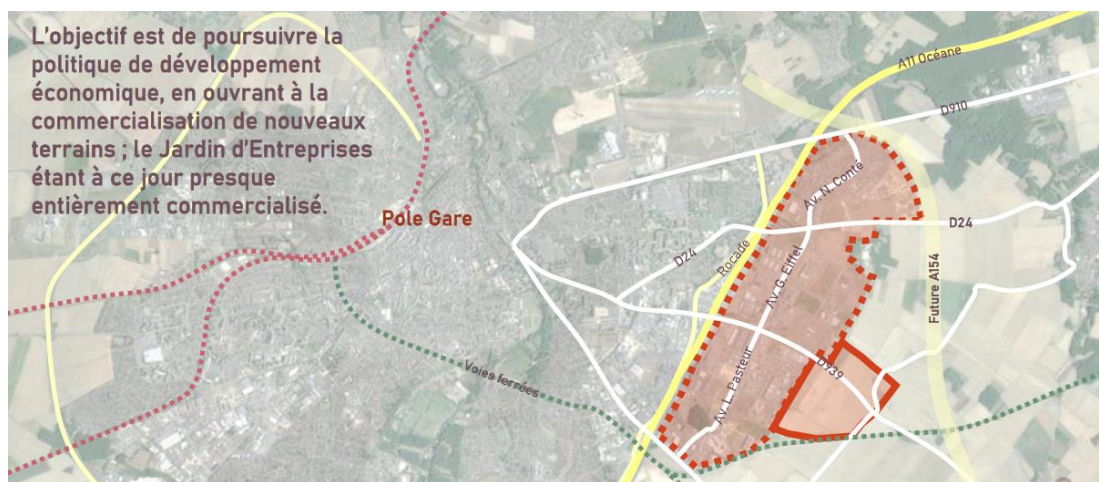 L'objectif est de poursuivre la
politique de développement
économique, en ouvrant à la
commercialisation de nouveaux
terrains ; le Jardin d'Entreprises
étant à ce jour presque
entièrement commercialisé.
A11 Océane
D910
Av. N. Conté
Pole Gare
D24
D24
Rocade
Av. G. Eiffel
Future A154
Voies ferrées
Av. L. Pasteur
D939